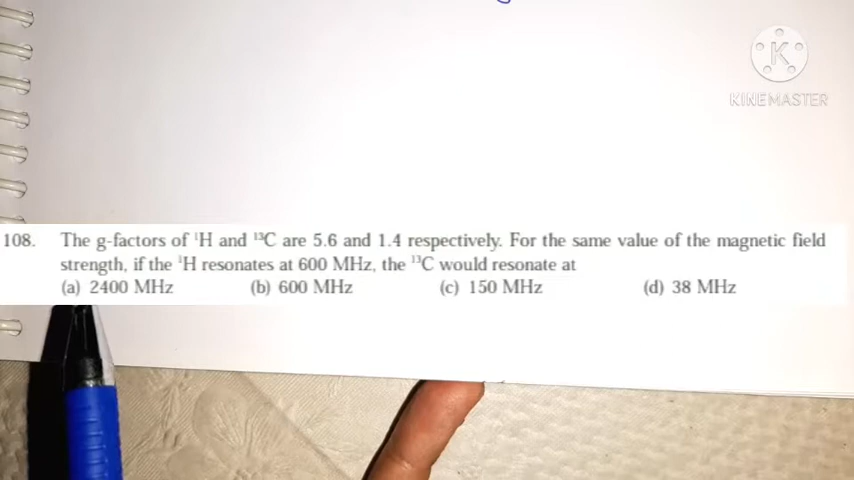 KINEMASTER
108. The g-factors of ¹H and ¹³C are 5.6 and 1.4 respectively. For the same value of the magnetic field
strength, if the ¹H resonates at 600 MHz, the ¹³C would resonate at
(a) 2400 MHz (b) 600 MHz (c) 150 MHz (d) 38 MHz